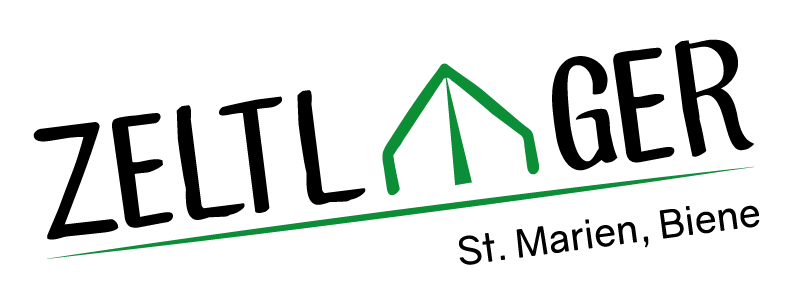 ZELTLAGER
St. Marien, Biene